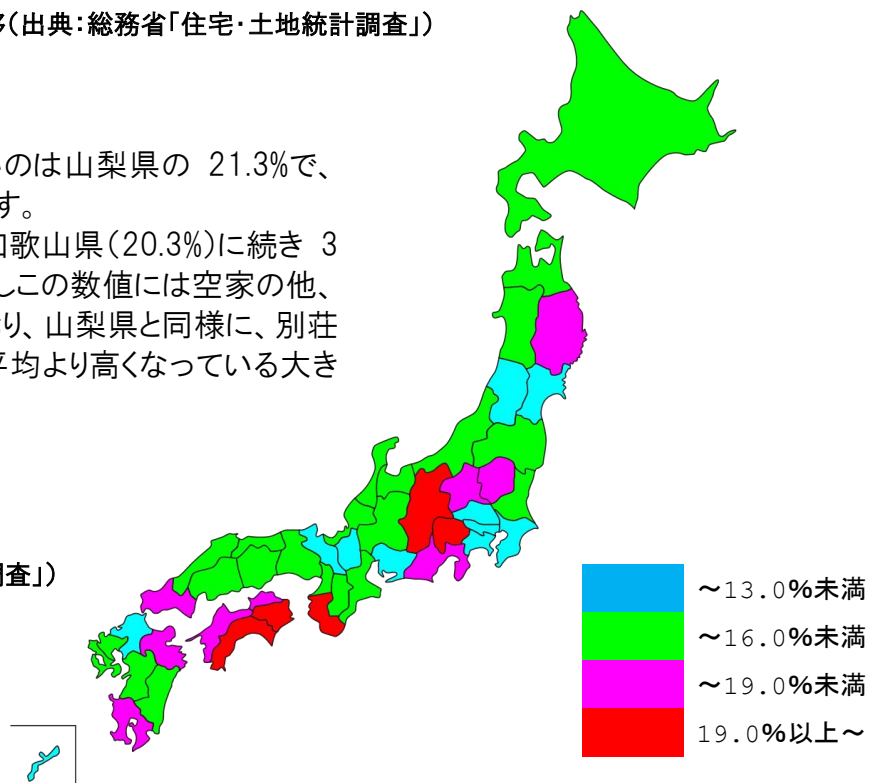 (出典:総務省「住宅・土地統計調査」)
のは山梨県の 21.3%で、
す。
歌山県(20.3%)に続き 3
しこの数値には空家の他、
り、山梨県と同様に、別荘
平均より高くなっている大き
査」)
～13.0%未満
～16.0%未満
～19.0%未満
19.0%以上～